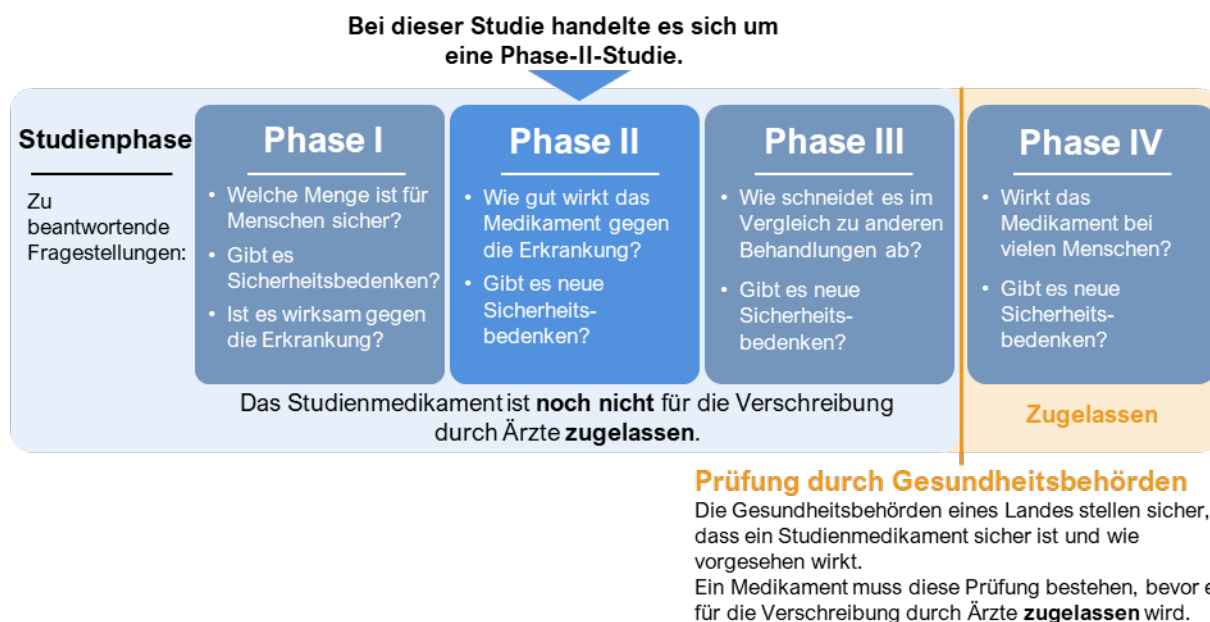 Bei dieser Studie handelte es sich um
eine Phase-II-Studie.
Studienphase
Zu
beantwortende
Fragestellungen:
Phase I
• Welche Menge ist für
Menschen sicher?
• Gibt es
Sicherheitsbedenken?
• Ist es wirksam gegen
die Erkrankung?
Phase II
• Wie gut wirkt das
Medikament gegen
die Erkrankung?
• Gibt es neue
Sicherheits-
bedenken?
Phase III
• Wie schneidet es im
Vergleich zu anderen
Behandlungen ab?
• Gibt es neue
Sicherheits-
bedenken?
Phase IV
• Wirkt das
Medikament bei
vielen Menschen?
• Gibt es neue
Sicherheits-
bedenken?
Das Studienmedikament ist noch nicht für die Verschreibung
durch Ärzte zugelassen.
Zugelassen
Prüfung durch Gesundheitsbehörden
Die Gesundheitsbehörden eines Landes stellen sicher,
dass ein Studienmedikament sicher ist und wie
vorgesehen wirkt.
Ein Medikament muss diese Prüfung bestehen, bevor
für die Verschreibung durch Ärzte zugelassen wird.